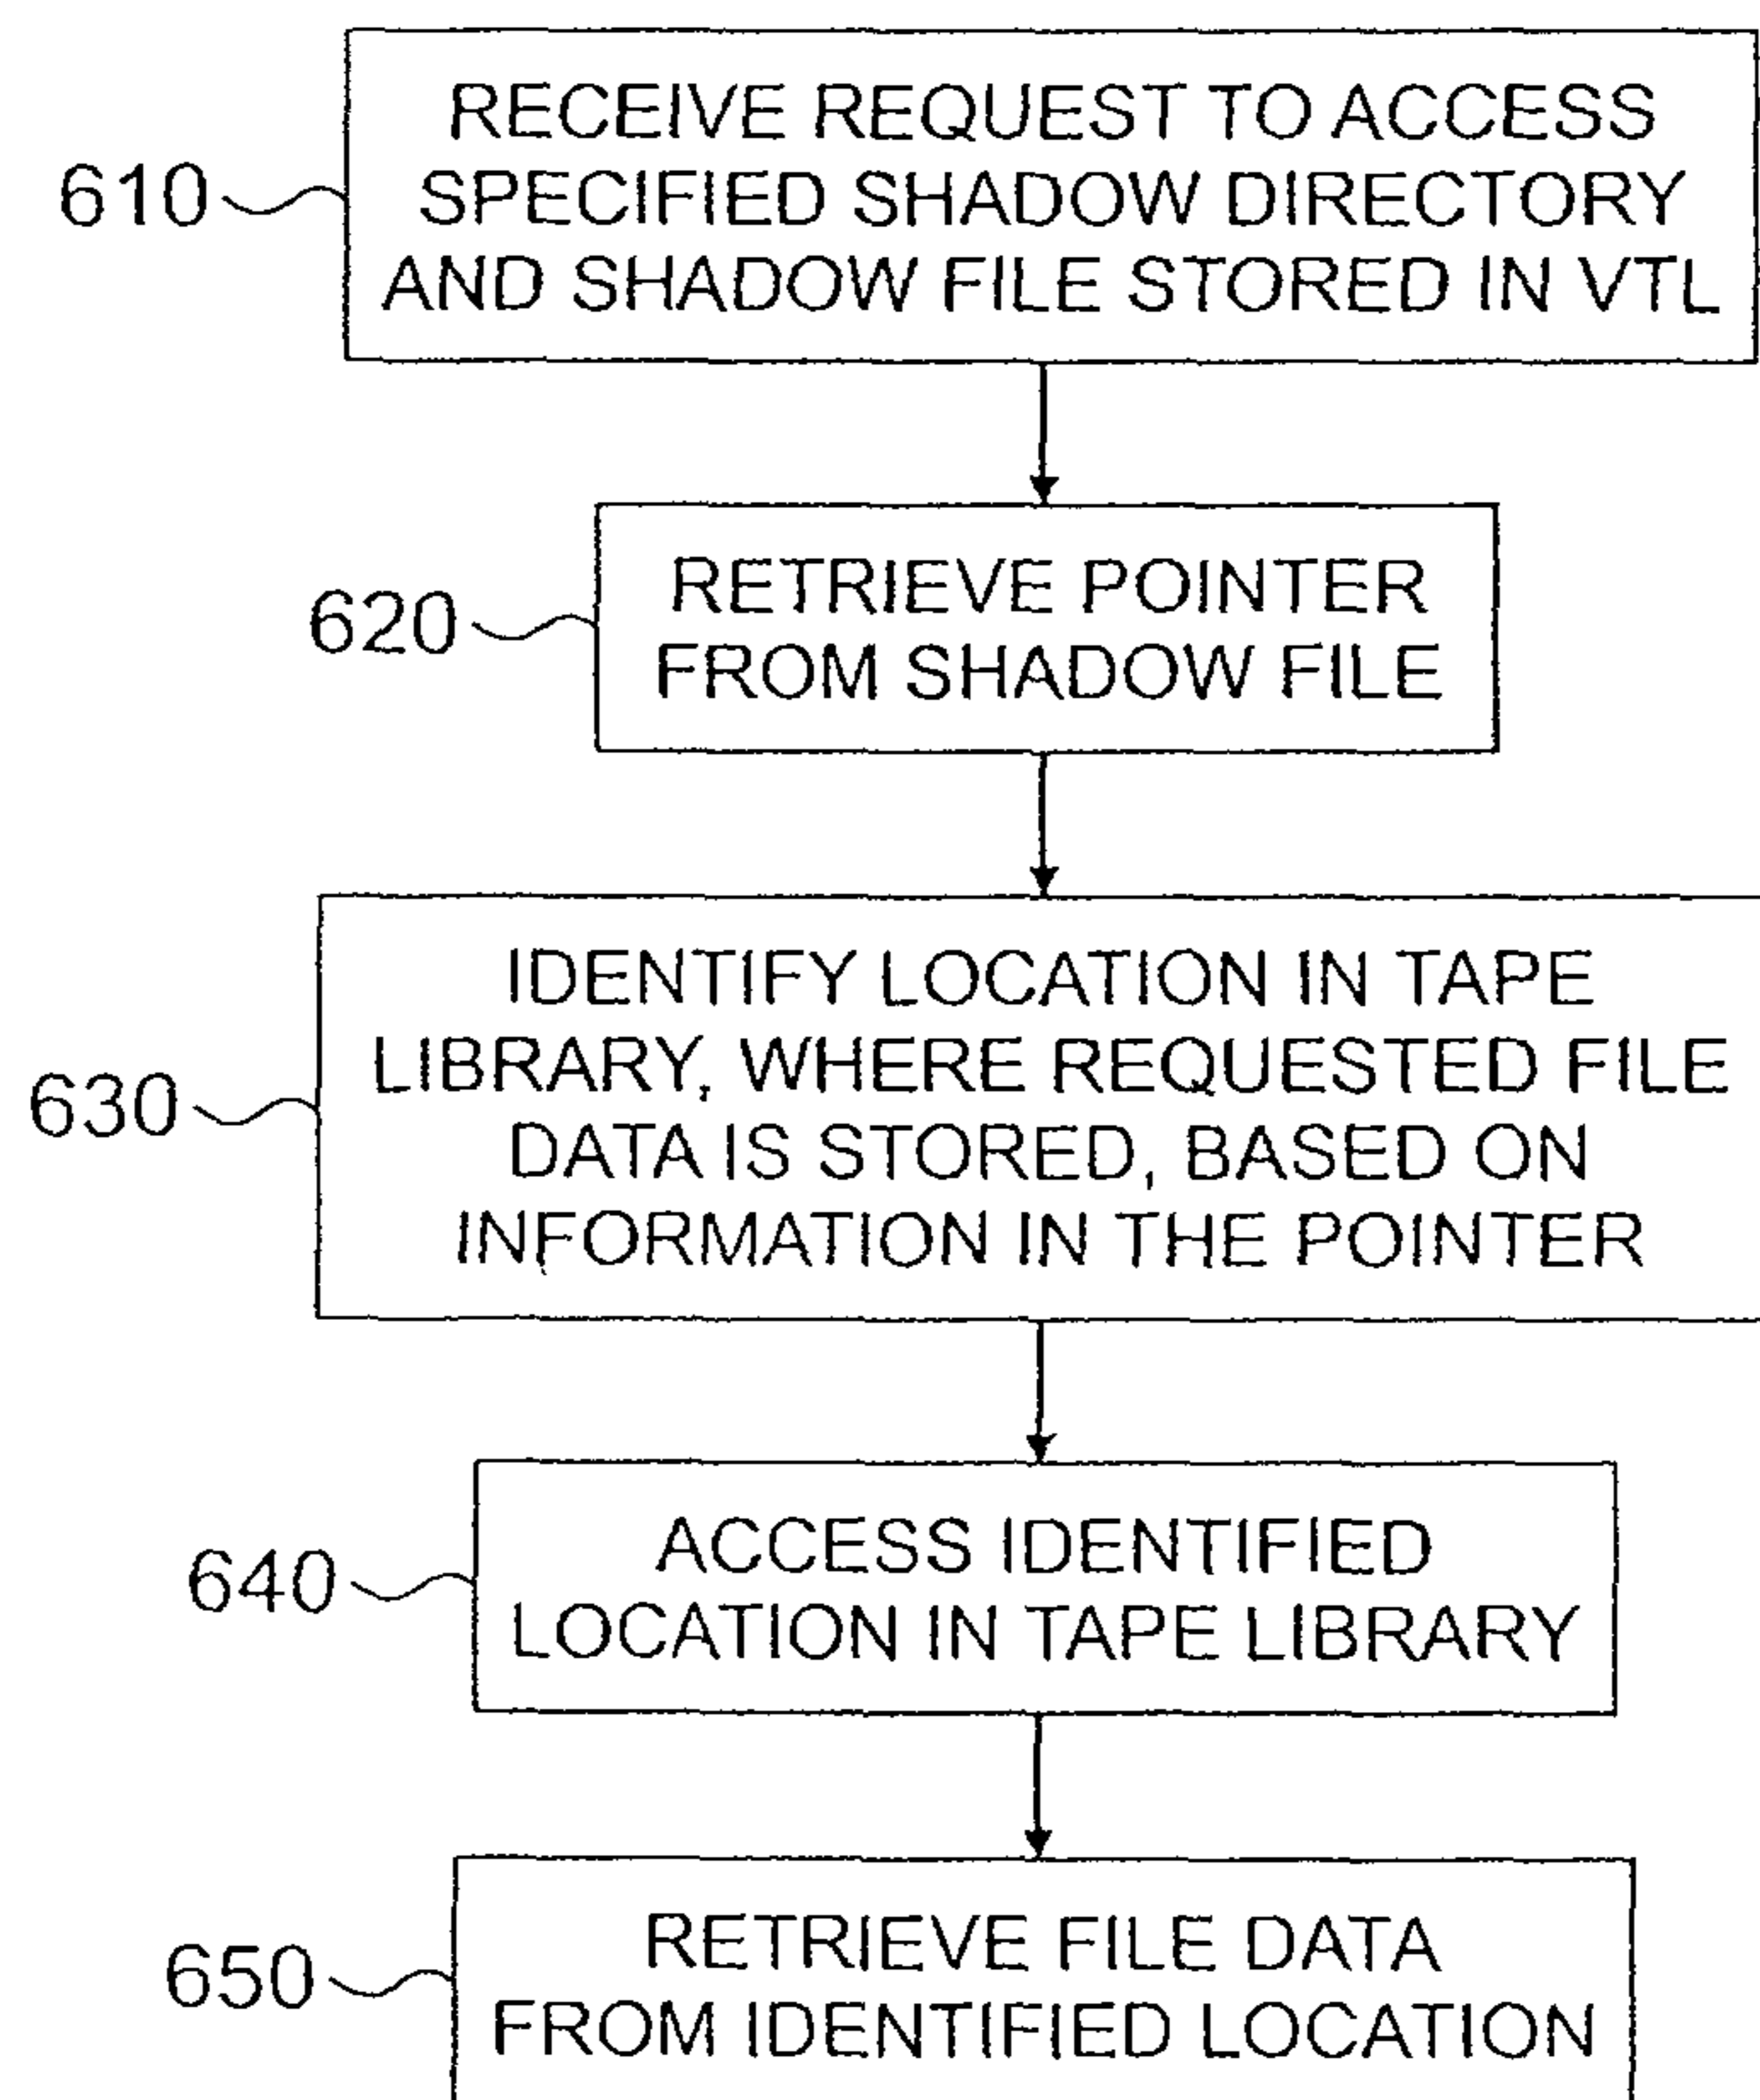 610
RECEIVE REQUEST TO ACCESS
SPECIFIED SHADOW DIRECTORY
AND SHADOW FILE STORED IN VTL
620
RETRIEVE POINTER
FROM SHADOW FILE
630
IDENTIFY LOCATION IN TAPE
LIBRARY, WHERE REQUESTED FILE
DATA IS STORED, BASED ON
INFORMATION IN THE POINTER
640
ACCESS IDENTIFIED
LOCATION IN TAPE LIBRARY
650
RETRIEVE FILE DATA
FROM IDENTIFIED LOCATION